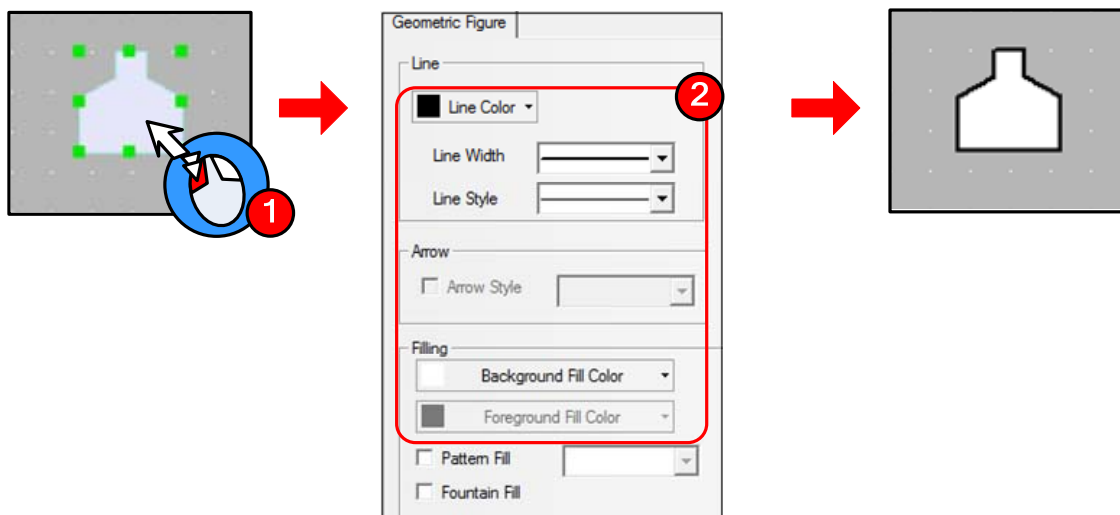 1
Geometric Figure
Line
2
Line Color
Line Width
Line Style
Arrow
Arrow Style
Filling
Background Fill Color
Foreground Fill Color
Pattern Fill
Fountain Fill